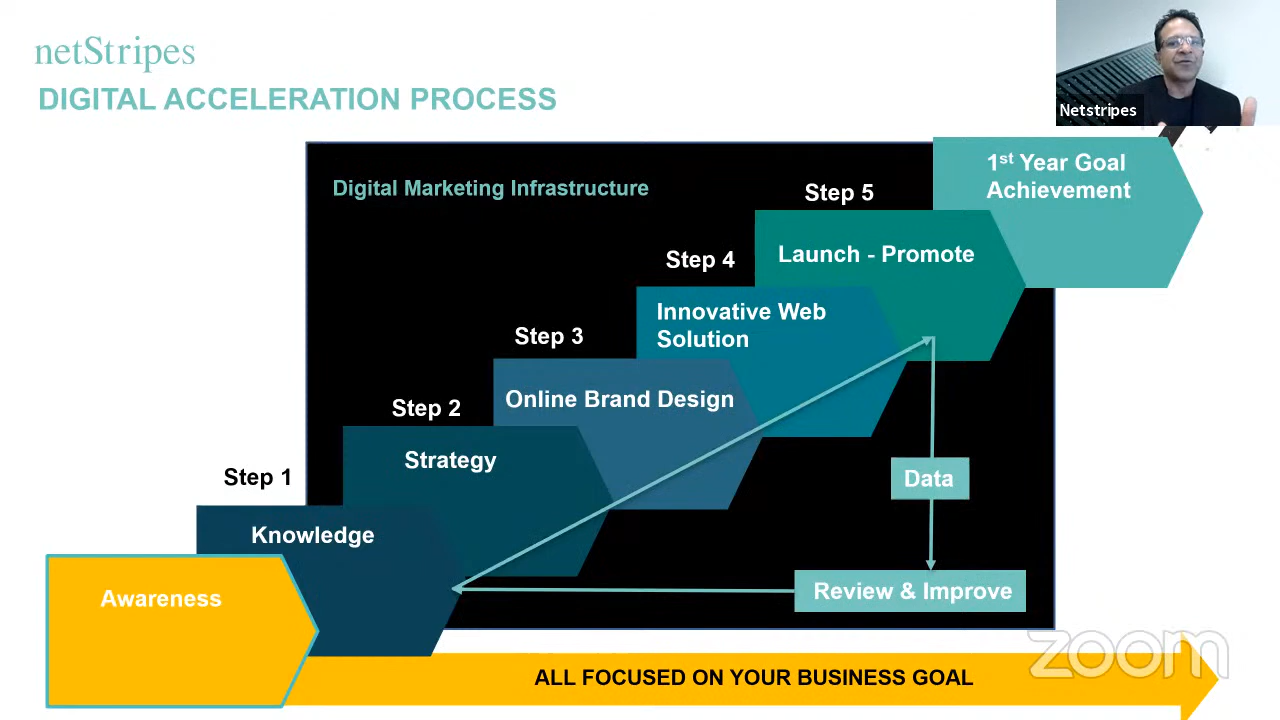 netStripes
DIGITAL ACCELERATION PROCESS
Netstripes
Digital Marketing Infrastructure
1st Year Goal
Achievement
Step 5
Launch - Promote
Step 4
Innovative Web
Solution
Step 3
Online Brand Design
Step 2
Strategy
Step 1
Knowledge
Awareness
Data
Review & Improve
ALL FOCUSED ON YOUR BUSINESS GOAL
zoom